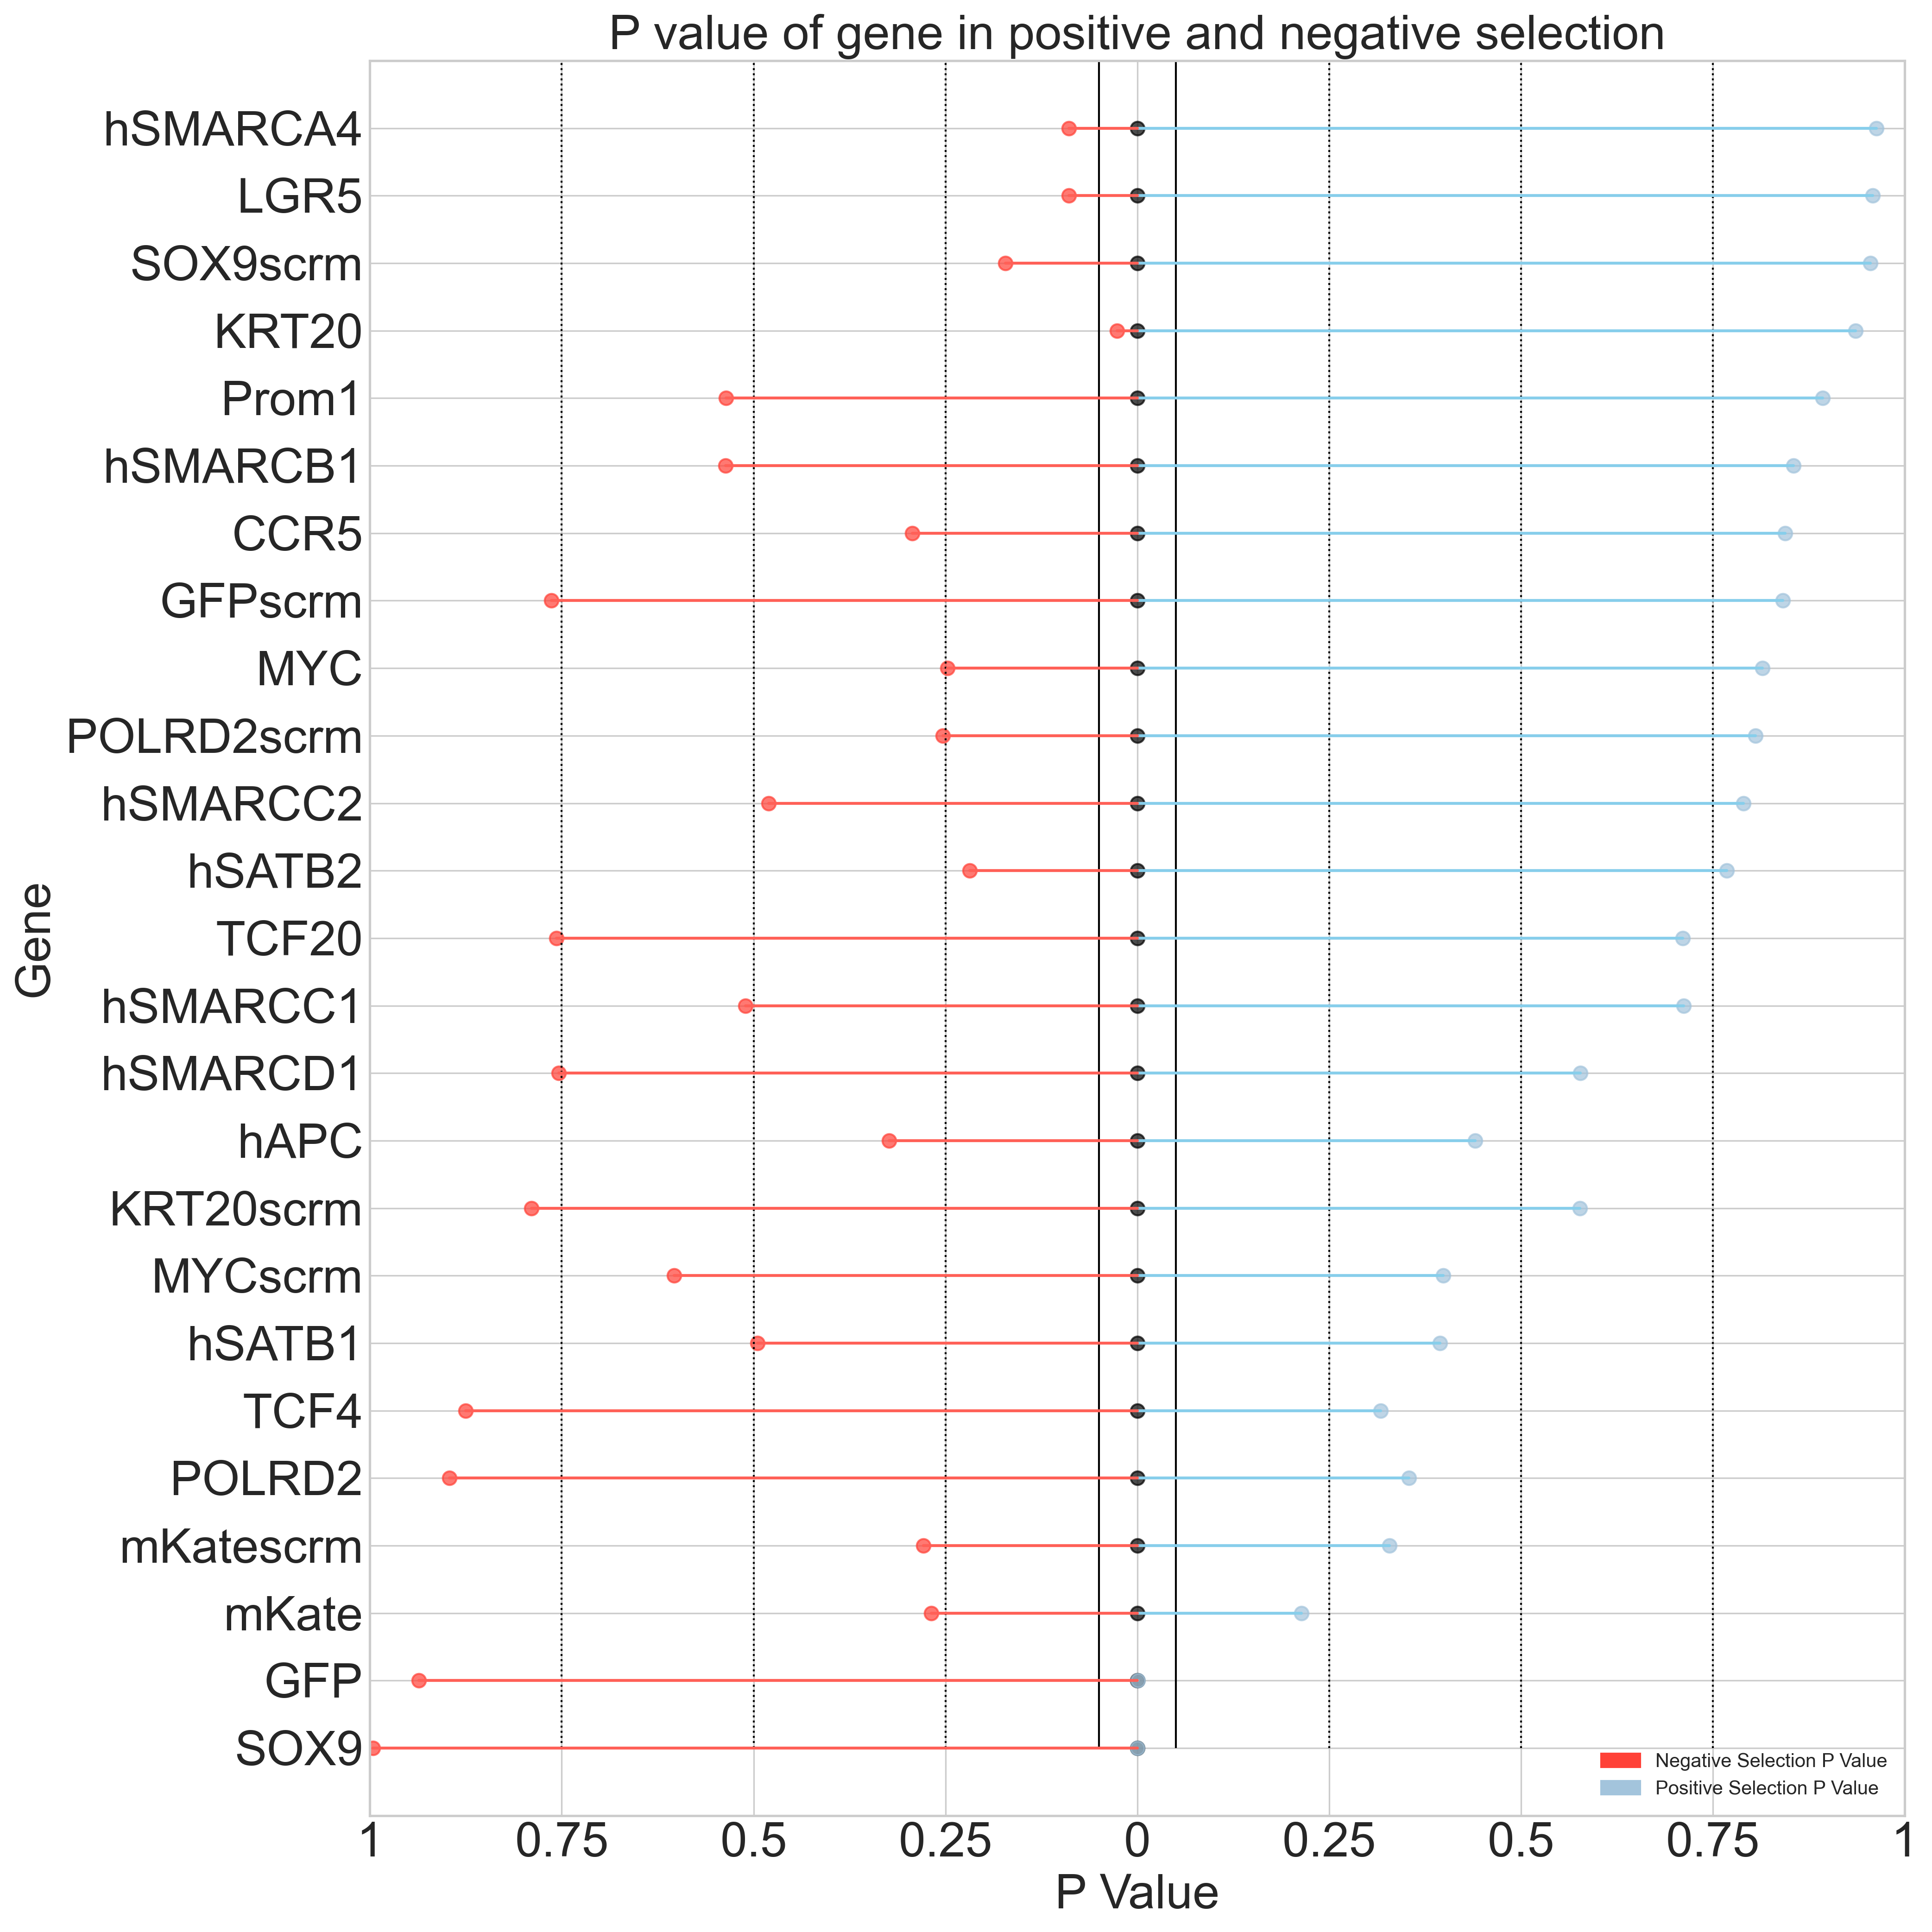 P value of gene in positive and negative selection
hSMARCA4
LGR5
SOX9scrm
KRT20
Prom1
hSMARCB1
CCR5
GFPscrm
MYC
POLRD2scrm
hSMARCC2
hSATB2
TCF20
hSMARCC1
hSMARCD1
hAPC
KRT20scrm
MYCscrm
hSATB1
TCF4
POLRD2
mKatescrm
mKate
GFP
SOX9
Gene
Negative Selection P Value
Positive Selection P Value
1 0.75 0.5 0.25 0 0.25 0.5 0.75 1
P Value